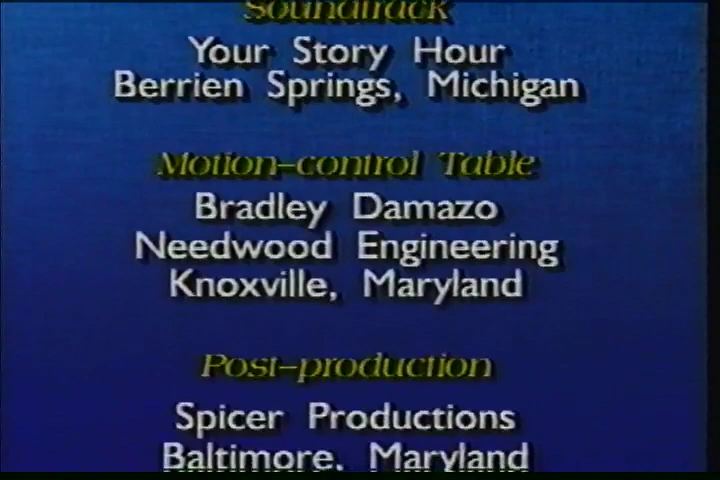 Soundtrack
Your Story Hour
Berrien Springs, Michigan
Motion-control Table
Bradley Damazo
Needwood Engineering
Knoxville, Maryland
Post-production
Spicer Productions
Baltimore, Maryland